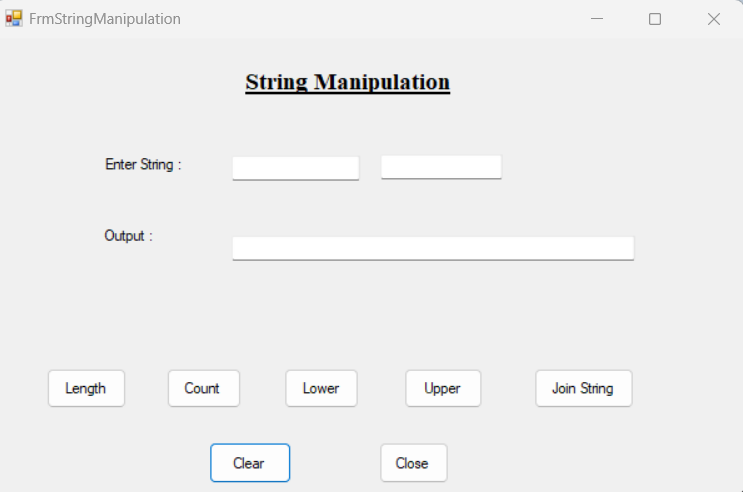 FrmStringManipulation
String Manipulation
Enter String :
Output :
Length Count Lower Upper Join String
Clear Close